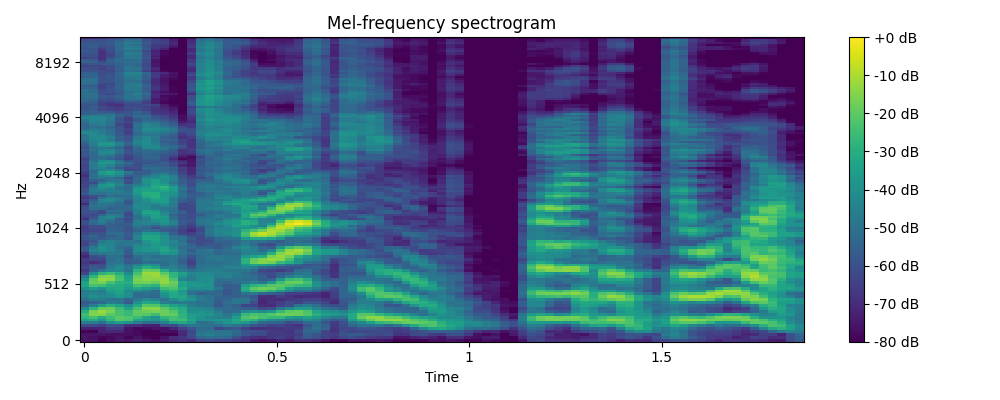 Mel-frequency spectrogram
8192
4096
2048
1024
512
0
Hz
0
0.5
1
1.5
Time
+0 dB
-10 dB
-20 dB
-30 dB
-40 dB
-50 dB
-60 dB
-70 dB
-80 dB